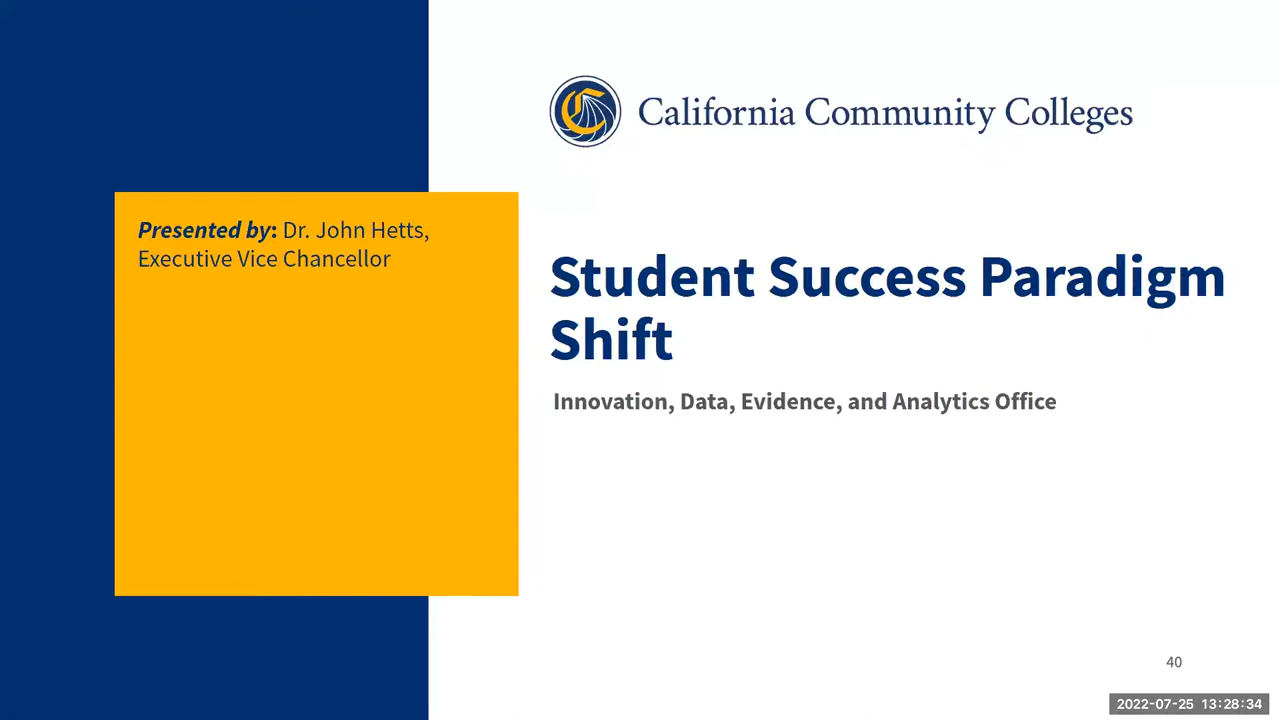 California Community Colleges
Presented by: Dr. John Hetts,
Executive Vice Chancellor
Student Success Paradigm
Shift
Innovation, Data, Evidence, and Analytics Office
40
2022-07-25 13:28:34